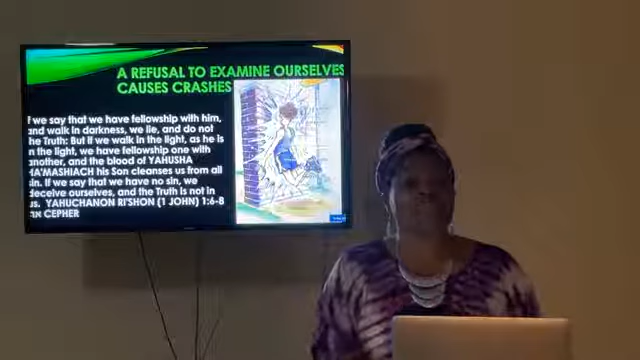 A REFUSAL TO EXAMINE OURSELVES
CAUSES CRASHES
f we say that we have fellowship with him,
and walk in darkness, we lie, and do not
he Truth: But if we walk in the light, as he is
n the light, we have fellowship one with
another, and the blood of YAHUSHA
HA'MASHIACH his Son cleanses us from all
sin. If we say that we have no sin, we
deceive ourselves, and the Truth is not in
us. YAHUCHANON RI'SHON (1 JOHN) 1:6-8
CEPHER